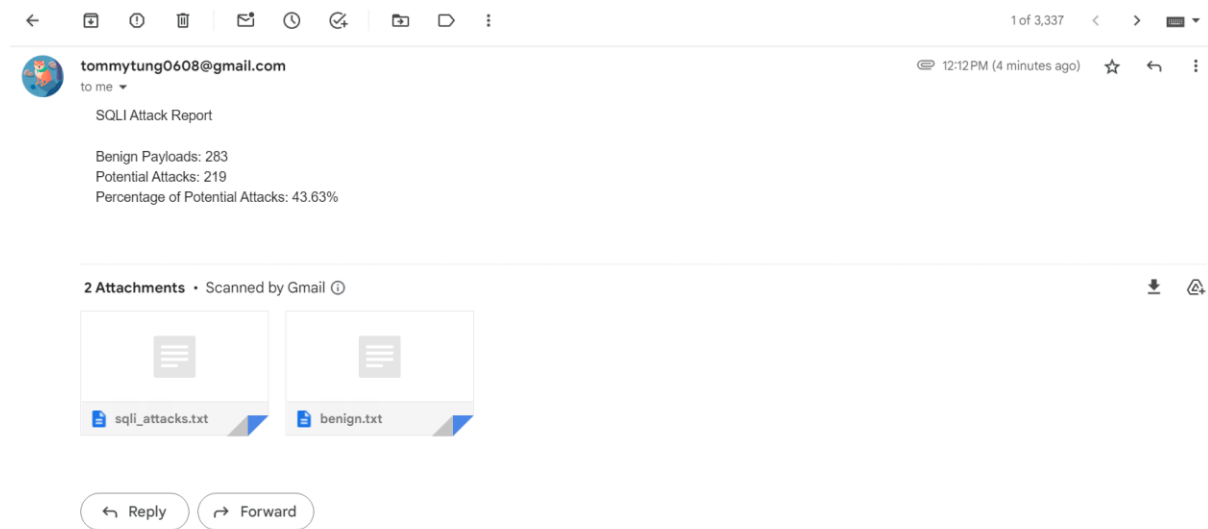 1 of 3,337
tommytung0608@gmail.com
12:12 PM (4 minutes ago)
to me
SQLI Attack Report
Benign Payloads: 283
Potential Attacks: 219
Percentage of Potential Attacks: 43.63%
2 Attachments • Scanned by Gmail
sqli_attacks.txt
benign.txt
Reply
Forward